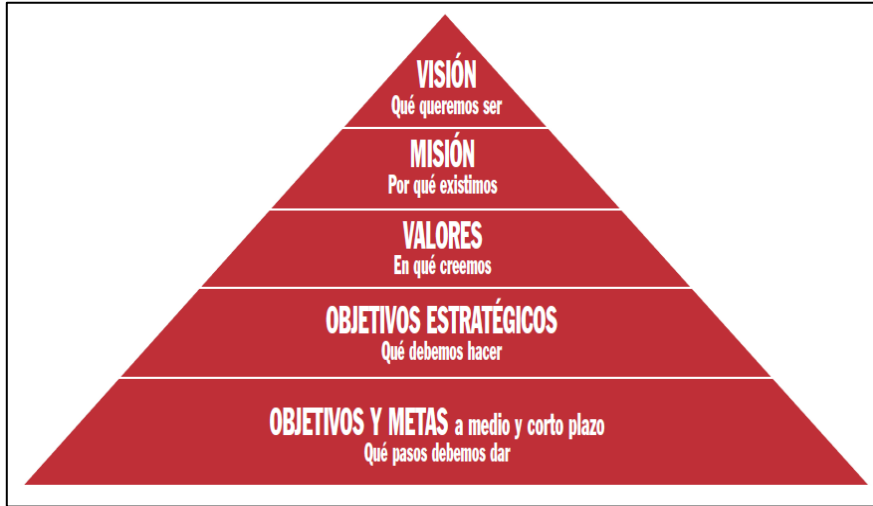 VISIÓN
Qué queremos ser
MISIÓN
Por qué existimos
VALORES
En qué creemos
OBJETIVOS ESTRATÉGICOS
Qué debemos hacer
OBJETIVOS Y METAS a medio y corto plazo
Qué pasos debemos dar